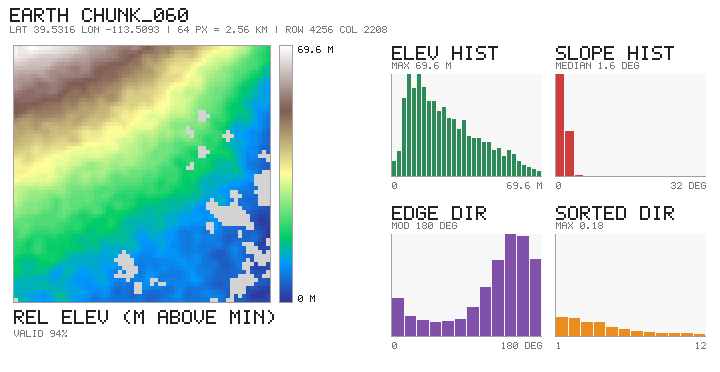 EARTH CHUNK_060
LAT 39.5316 LON -113.5093 | 64 PX = 2.56 KM | ROW 4256 COL 2208
69.6 M
0 M
REL ELEV (M ABOVE MIN)
VALID 94%
ELEV HIST
MAX 69.6 M
0 69.6 M
SLOPE HIST
MEDIAN 1.6 DEG
0 32 DEG
EDGE DIR
MOD 180 DEG
0 180 DEG
SORTED DIR
MAX 0.18
1 12